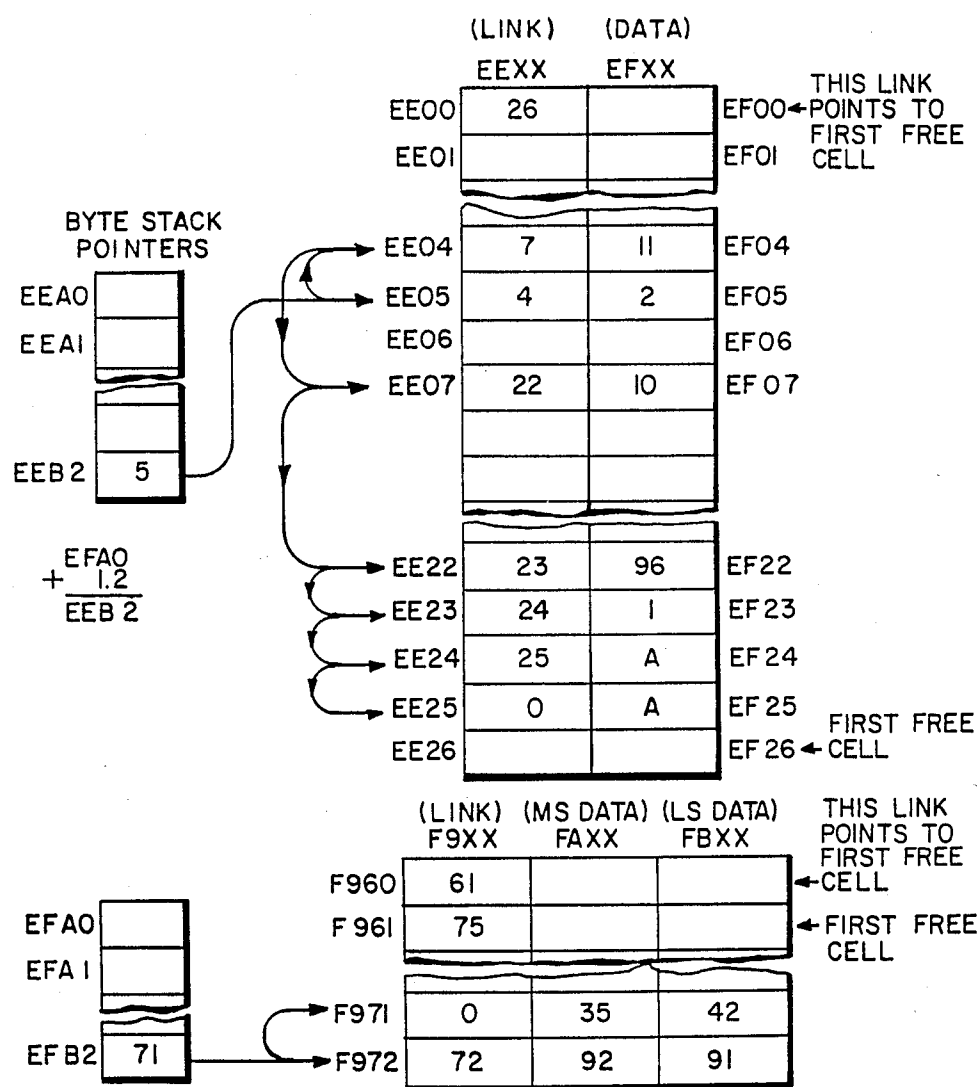 (LINK) (DATA)
EEXX EFXX
EE00 26 EF00
THIS LINK
POINTS TO
FIRST FREE
CELL
EE01 EF01
BYTE STACK
POINTERS
EEA0
EEA1
EEB2 5
EFA0
+ 1.2
EEB2
EE04 7 11 EF04
EE05 4 2 EF05
EE06 EF06
EE07 22 10 EF07
EE22 23 96 EF22
EE23 24 1 EF23
EE24 25 A EF24
EE25 0 A EF25
EE26 EF26
FIRST FREE
CELL
(LINK) (MS DATA) (LS DATA)
F9XX FAXX FBXX
F960 61
THIS LINK
POINTS TO
FIRST FREE
CELL
F961 75
FIRST FREE
CELL
EFA0
EFA1
EFB2 71
F971 0 35 42
F972 72 92 91